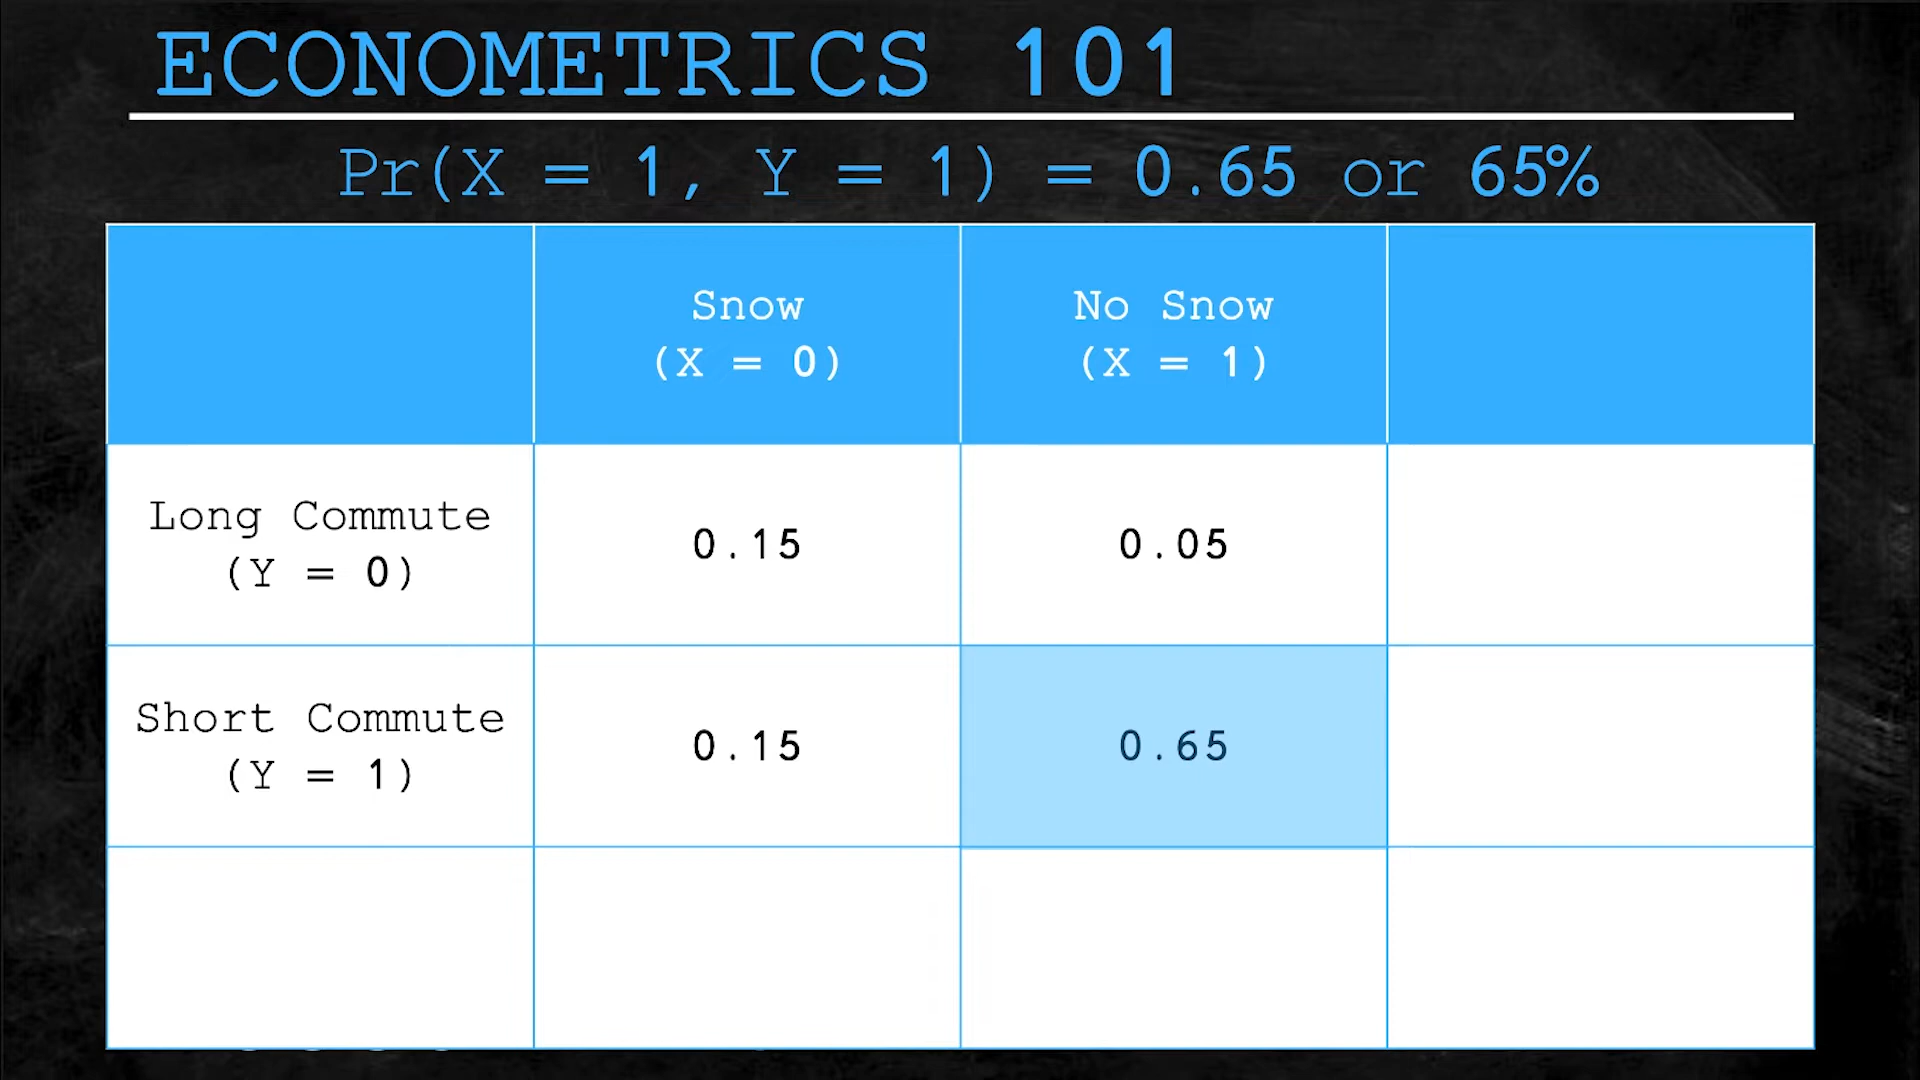 ECONOMETRICS 101
Pr(X = 1, Y = 1) = 0.65 or 65%
Snow
(X = 0)
No Snow
(X = 1)
Long Commute
(Y = 0)
0.15
0.05
Short Commute
(Y = 1)
0.15
0.65